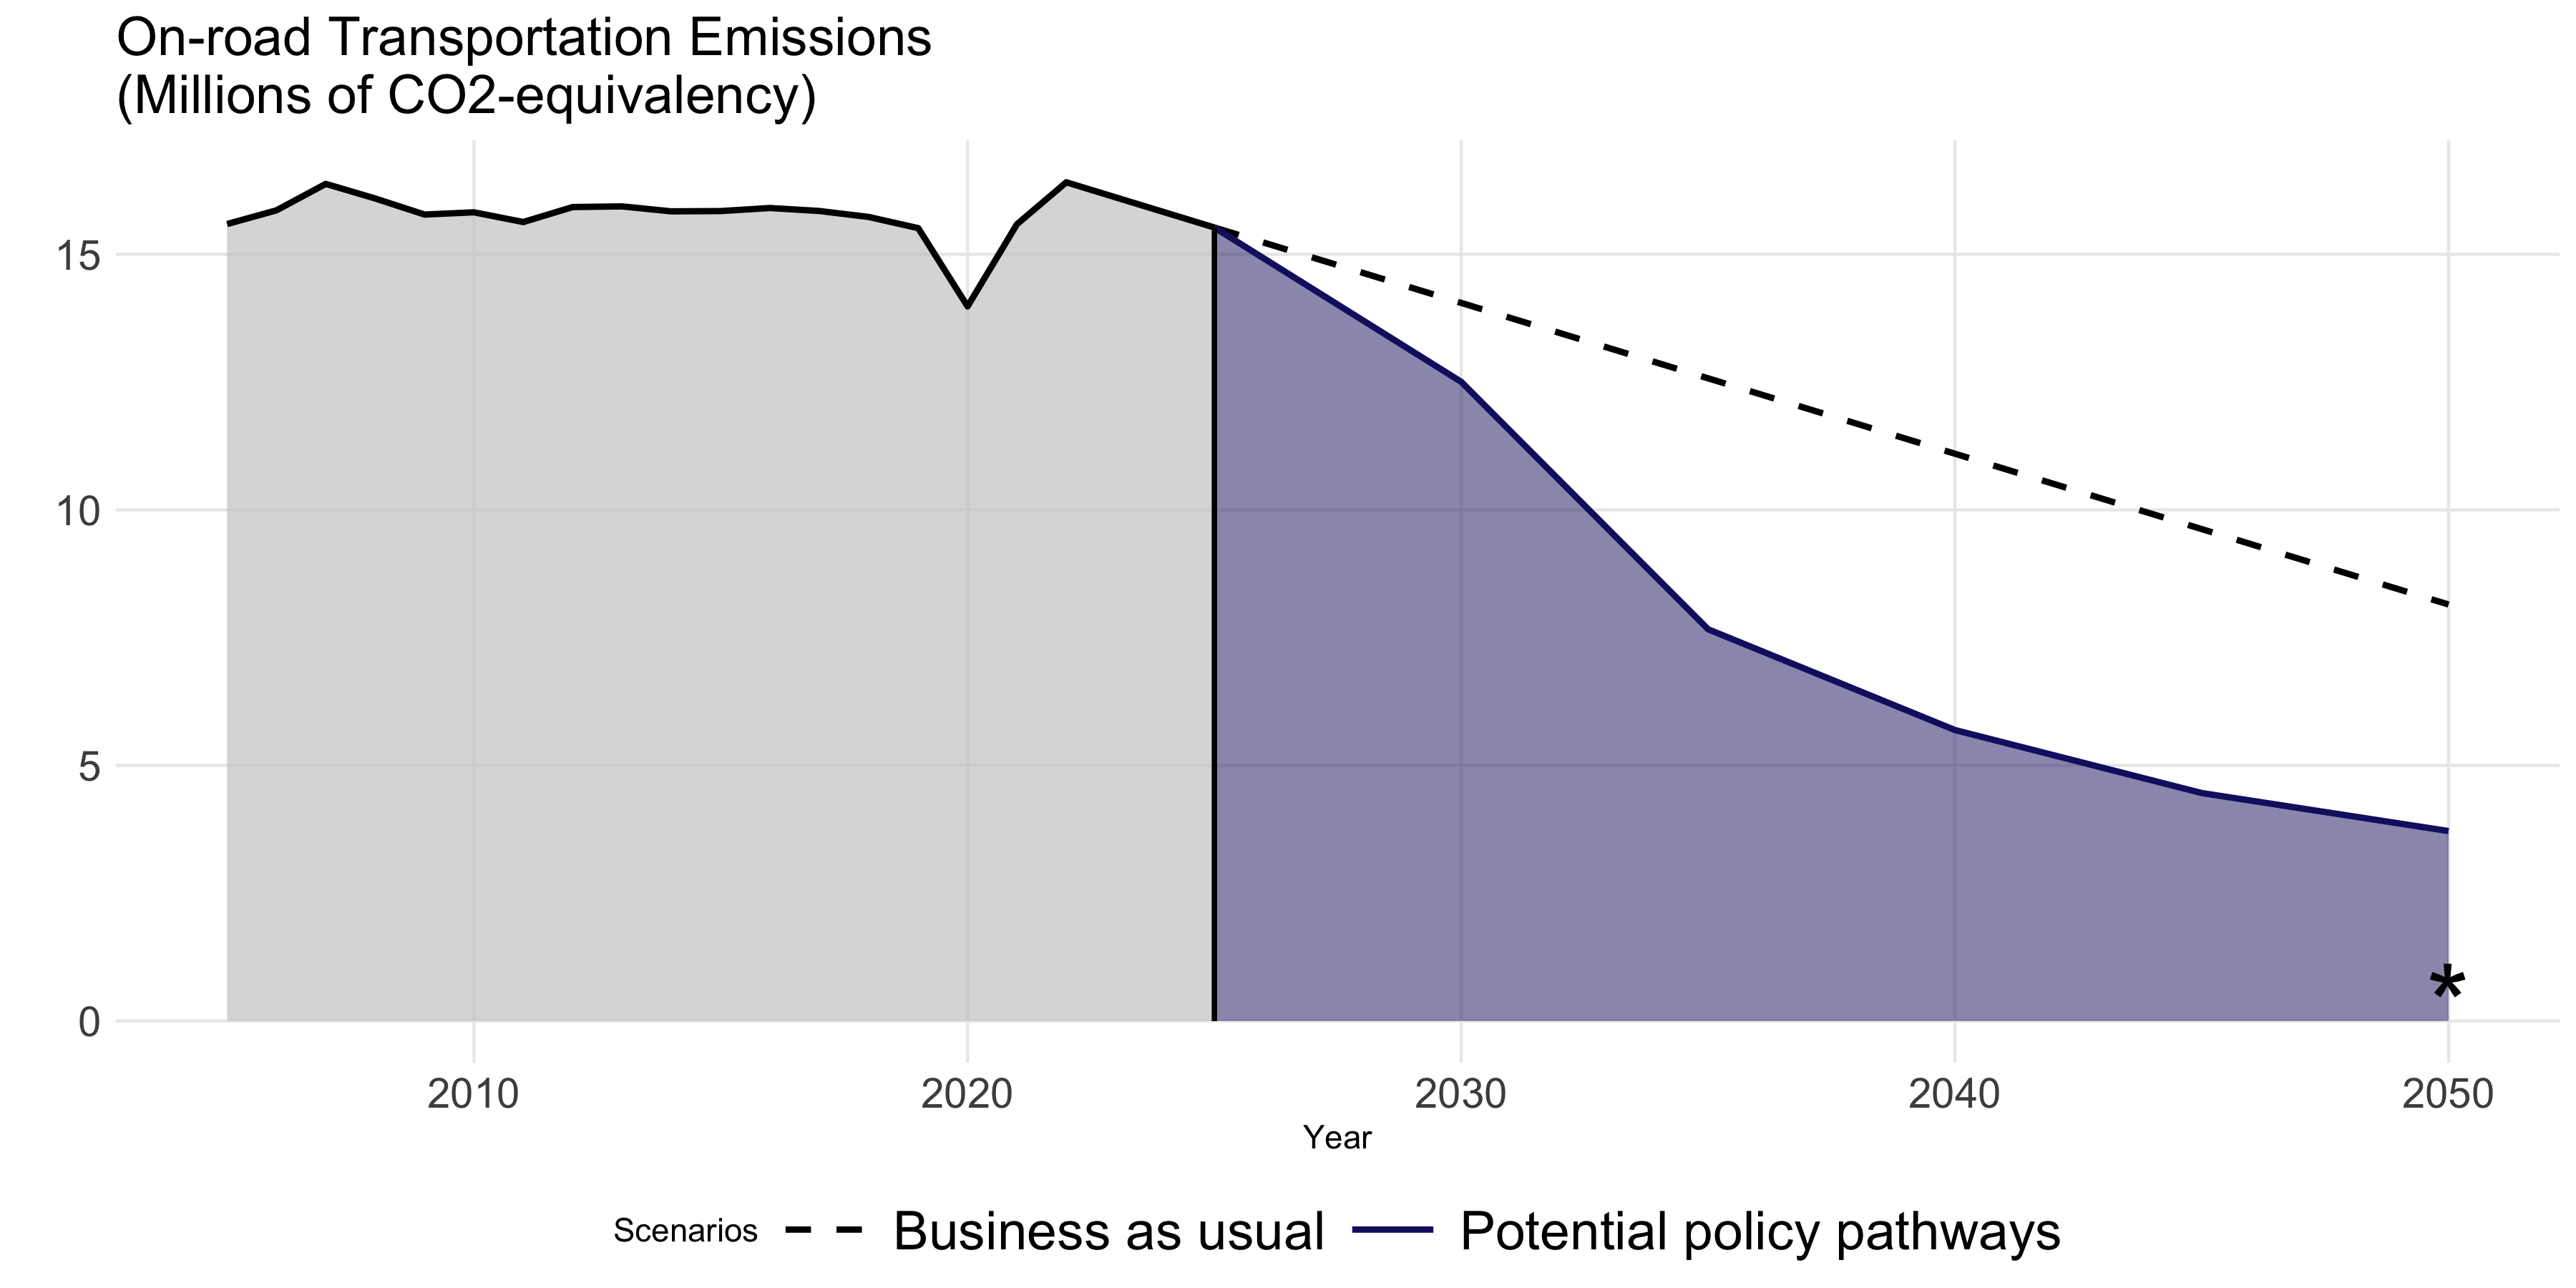 On-road Transportation Emissions
(Millions of CO2-equivalency)
15
10
5
0
*
2010 2020 2030 2040 2050
Year
Scenarios Business as usual Potential policy pathways